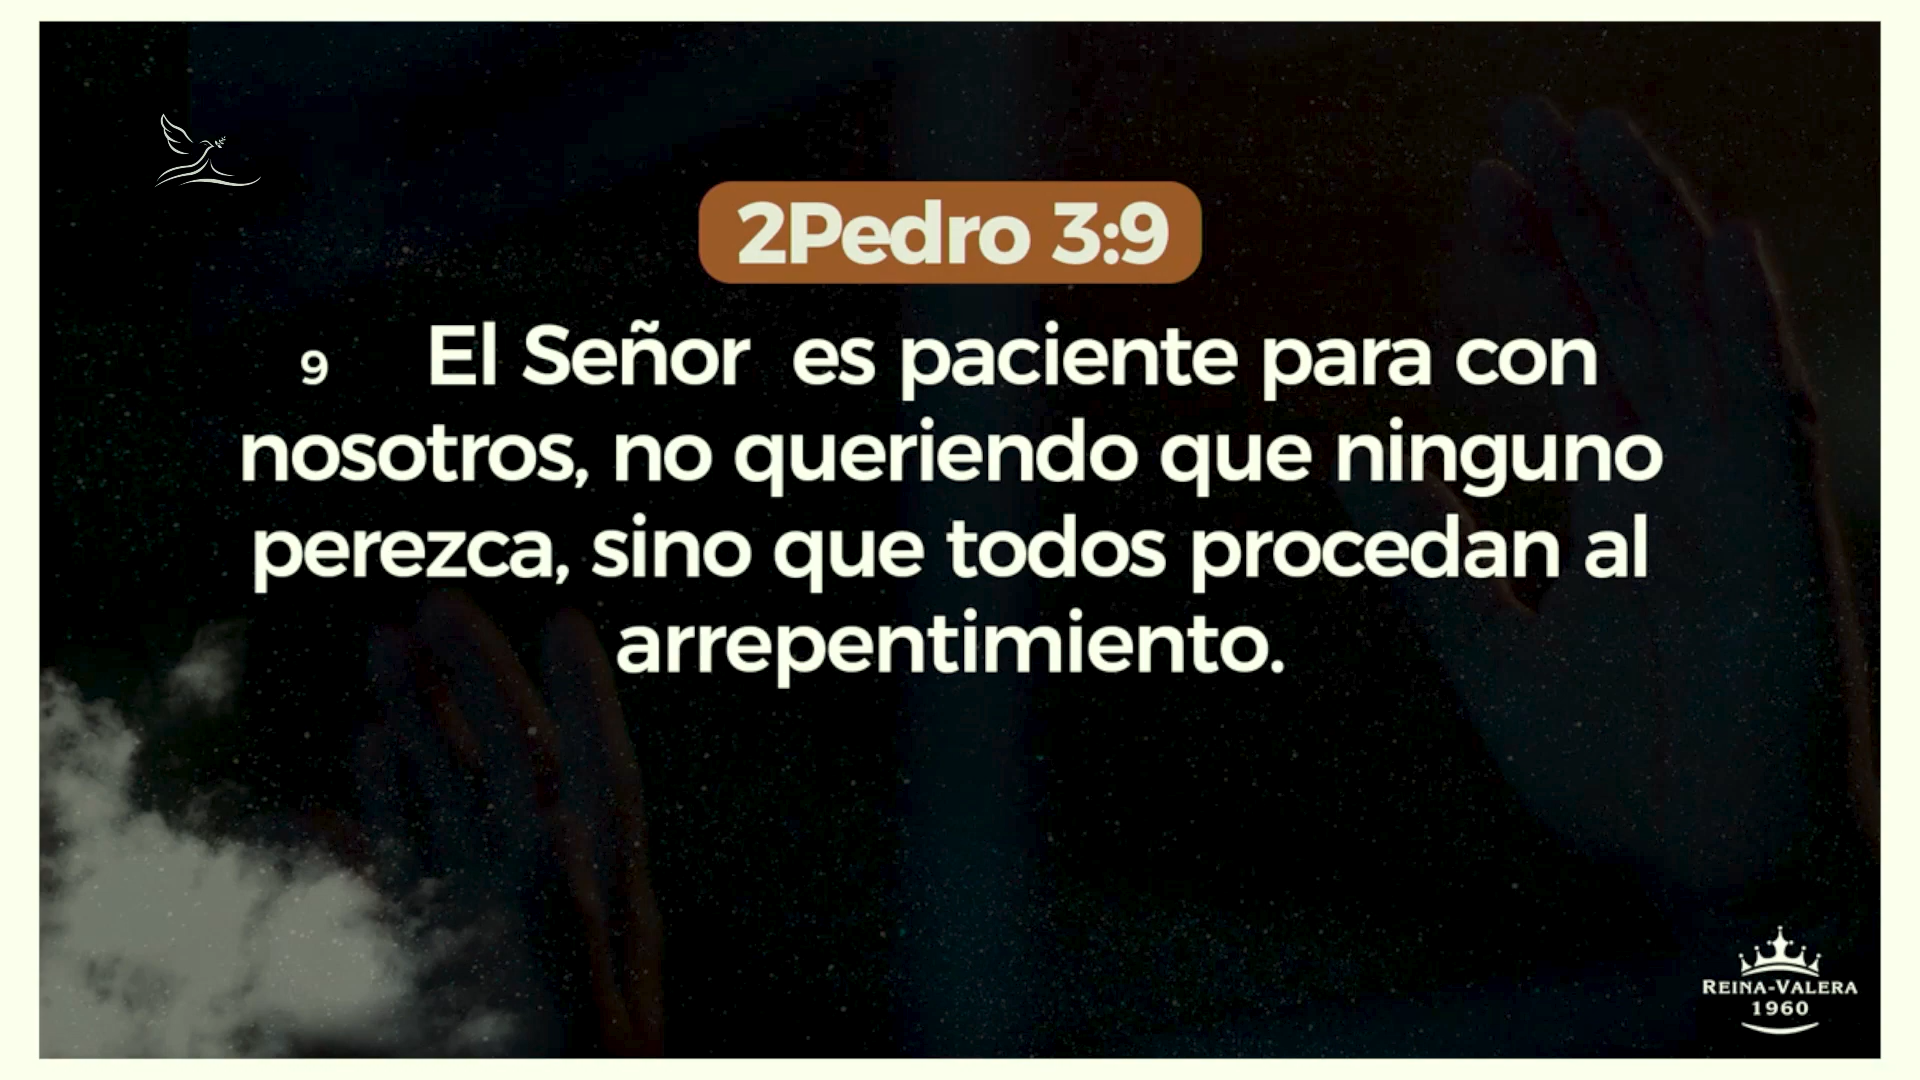 2Pedro 3:9
9 El Señor es paciente para con
nosotros, no queriendo que ninguno
perezca, sino que todos procedan al
arrepentimiento.
REINA-VALERA
1960